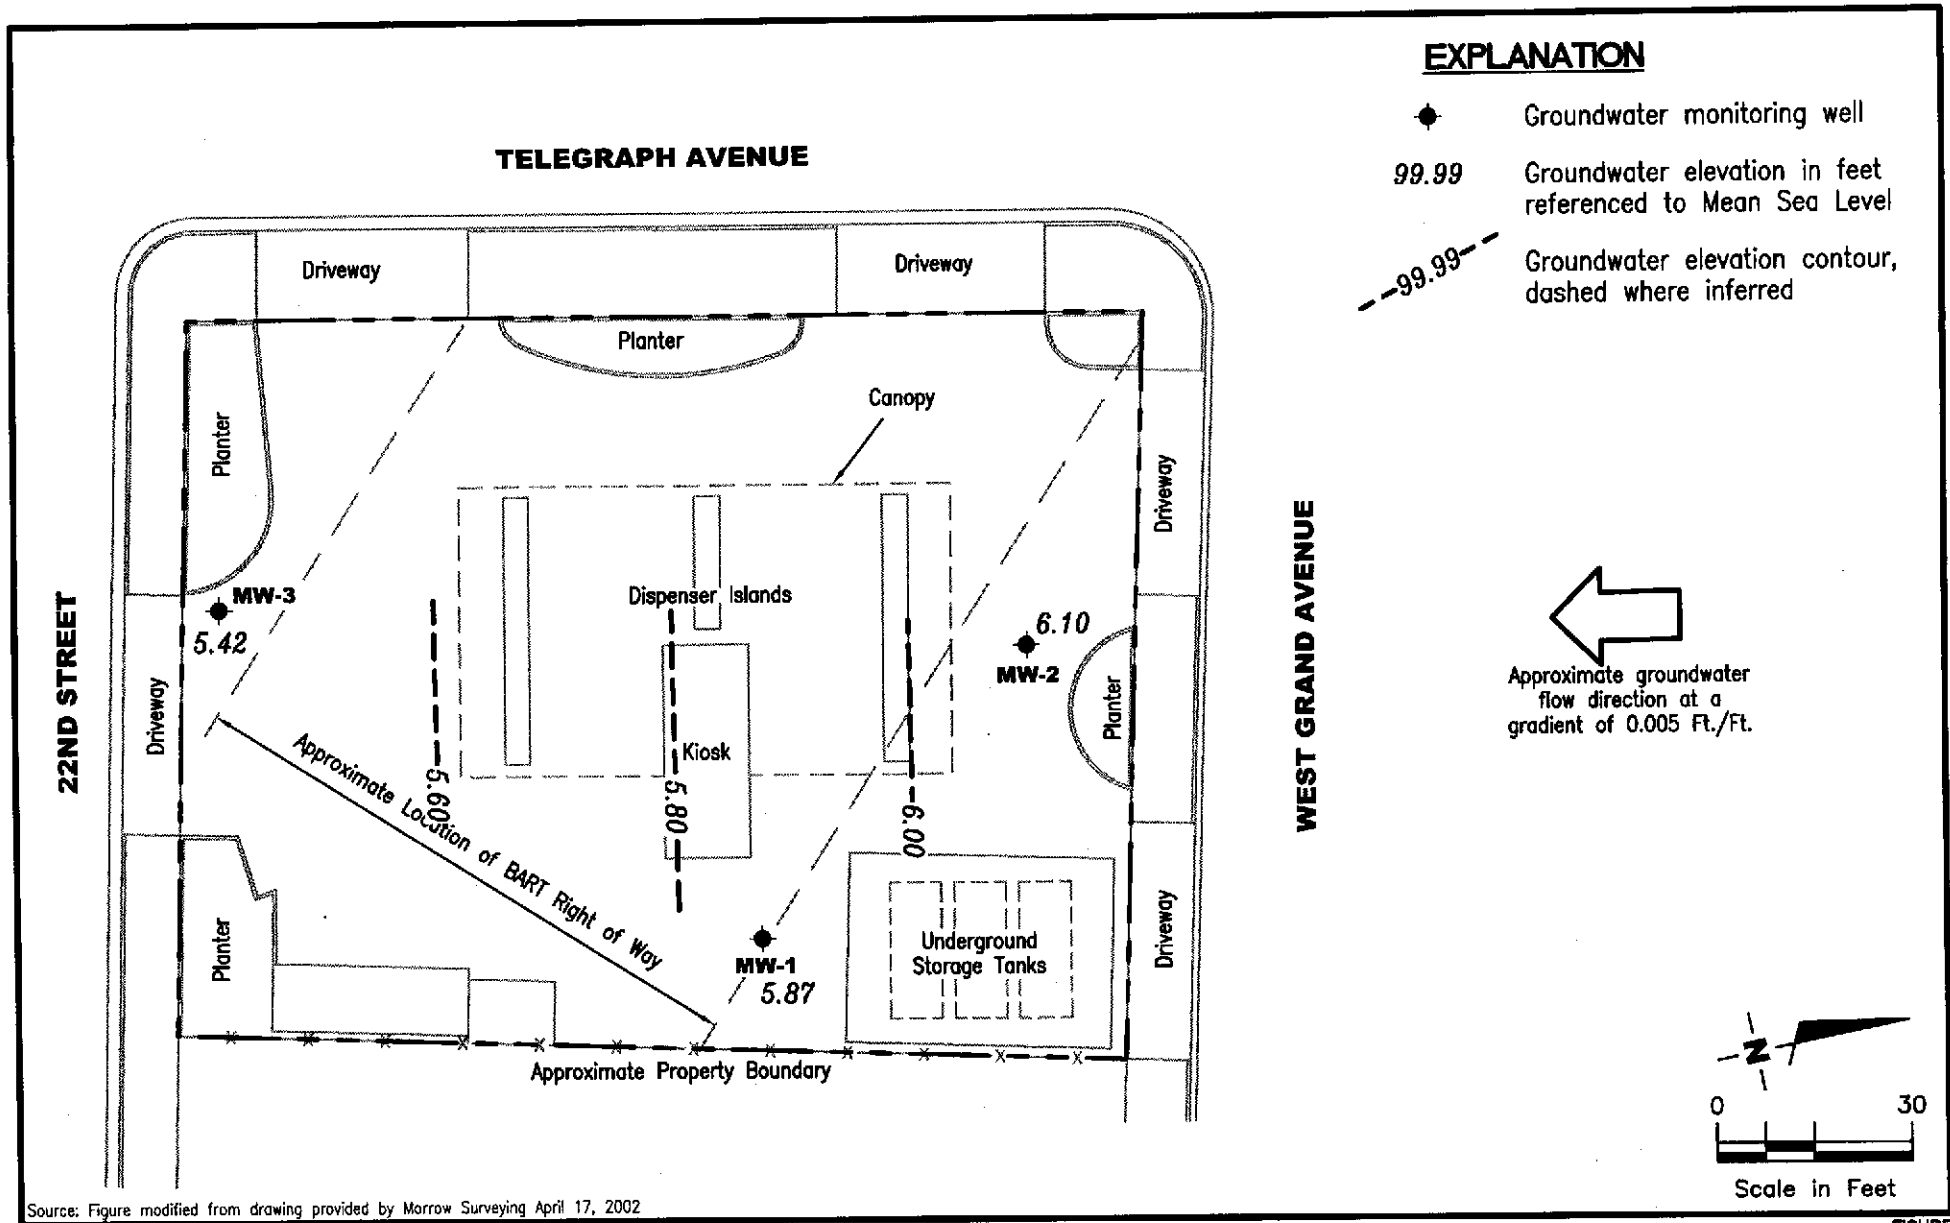 EXPLANATION
Groundwater monitoring well
99.99
Groundwater elevation in feet
referenced to Mean Sea Level
99.99
Groundwater elevation contour,
dashed where inferred
TELEGRAPH AVENUE
Driveway
Driveway
Planter
Canopy
Planter
Driveway
Dispenser Islands
MW-3
5.42
6.10
MW-2
22ND STREET
WEST GRAND AVENUE
Approximate groundwater
flow direction at a
gradient of 0.005 Ft./Ft.
Driveway
Planter
Kiosk
5.60
5.80
6.00
Approximate Location of BART Right of Way
Planter
MW-1
5.87
Underground
Storage Tanks
Driveway
Approximate Property Boundary
N
0 30
Scale in Feet
Source: Figure modified from drawing provided by Morrow Surveying April 17, 2002
FIGURE